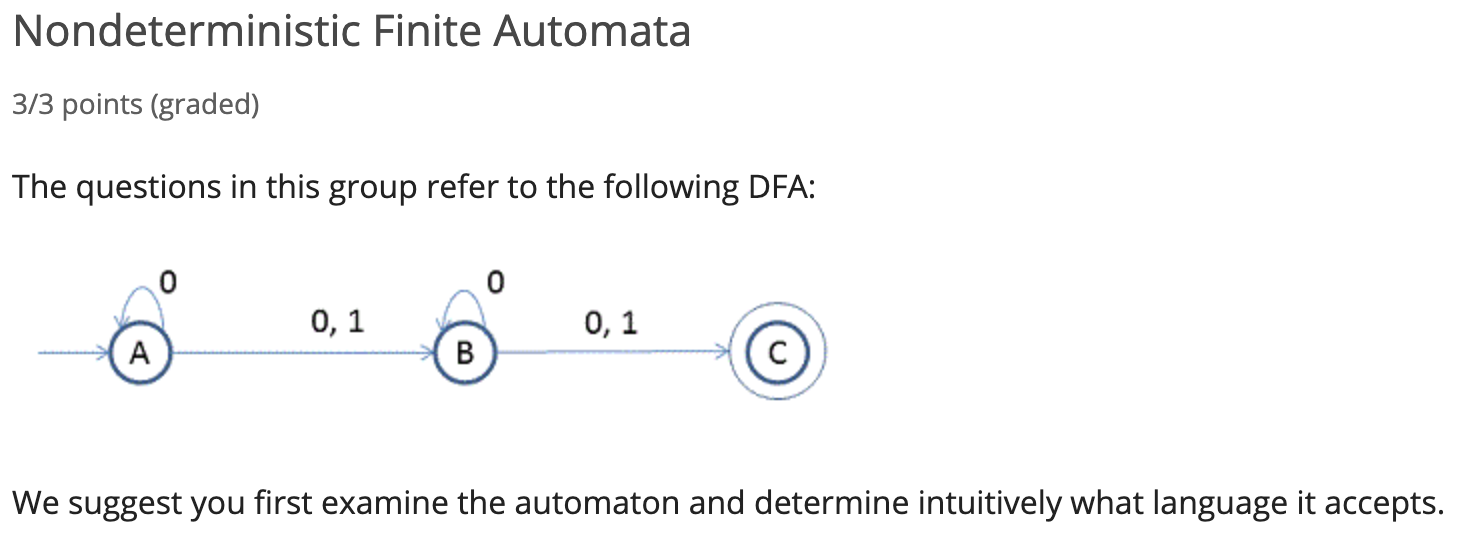 Nondeterministic Finite Automata
3/3 points (graded)
The questions in this group refer to the following DFA:
0
0
0, 1
0, 1
A
B
C
We suggest you first examine the automaton and determine intuitively what language it accepts.